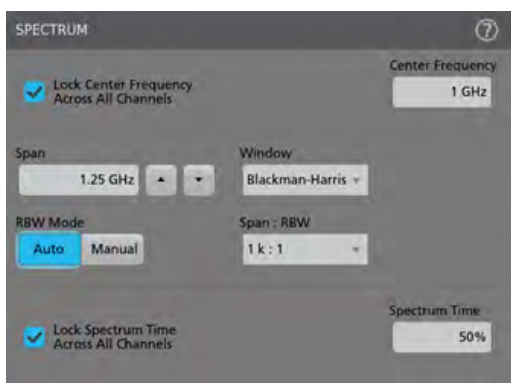 SPECTRUM
?
Center Frequency
Lock Center Frequency
Across All Channels
1 GHz
Span
Window
1.25 GHz
Blackman-Harris
RBW Mode
Span : RBW
Auto
Manual
1 k : 1
Spectrum Time
Lock Spectrum Time
Across All Channels
50%